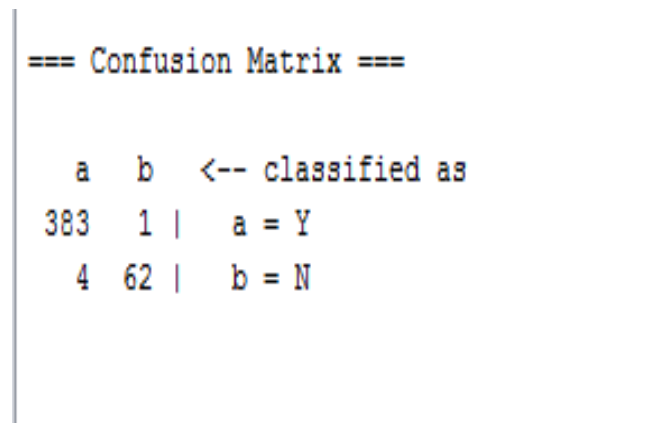 === Confusion Matrix ===
a b <-- classified as
383 1 | a = Y
4 62 | b = N